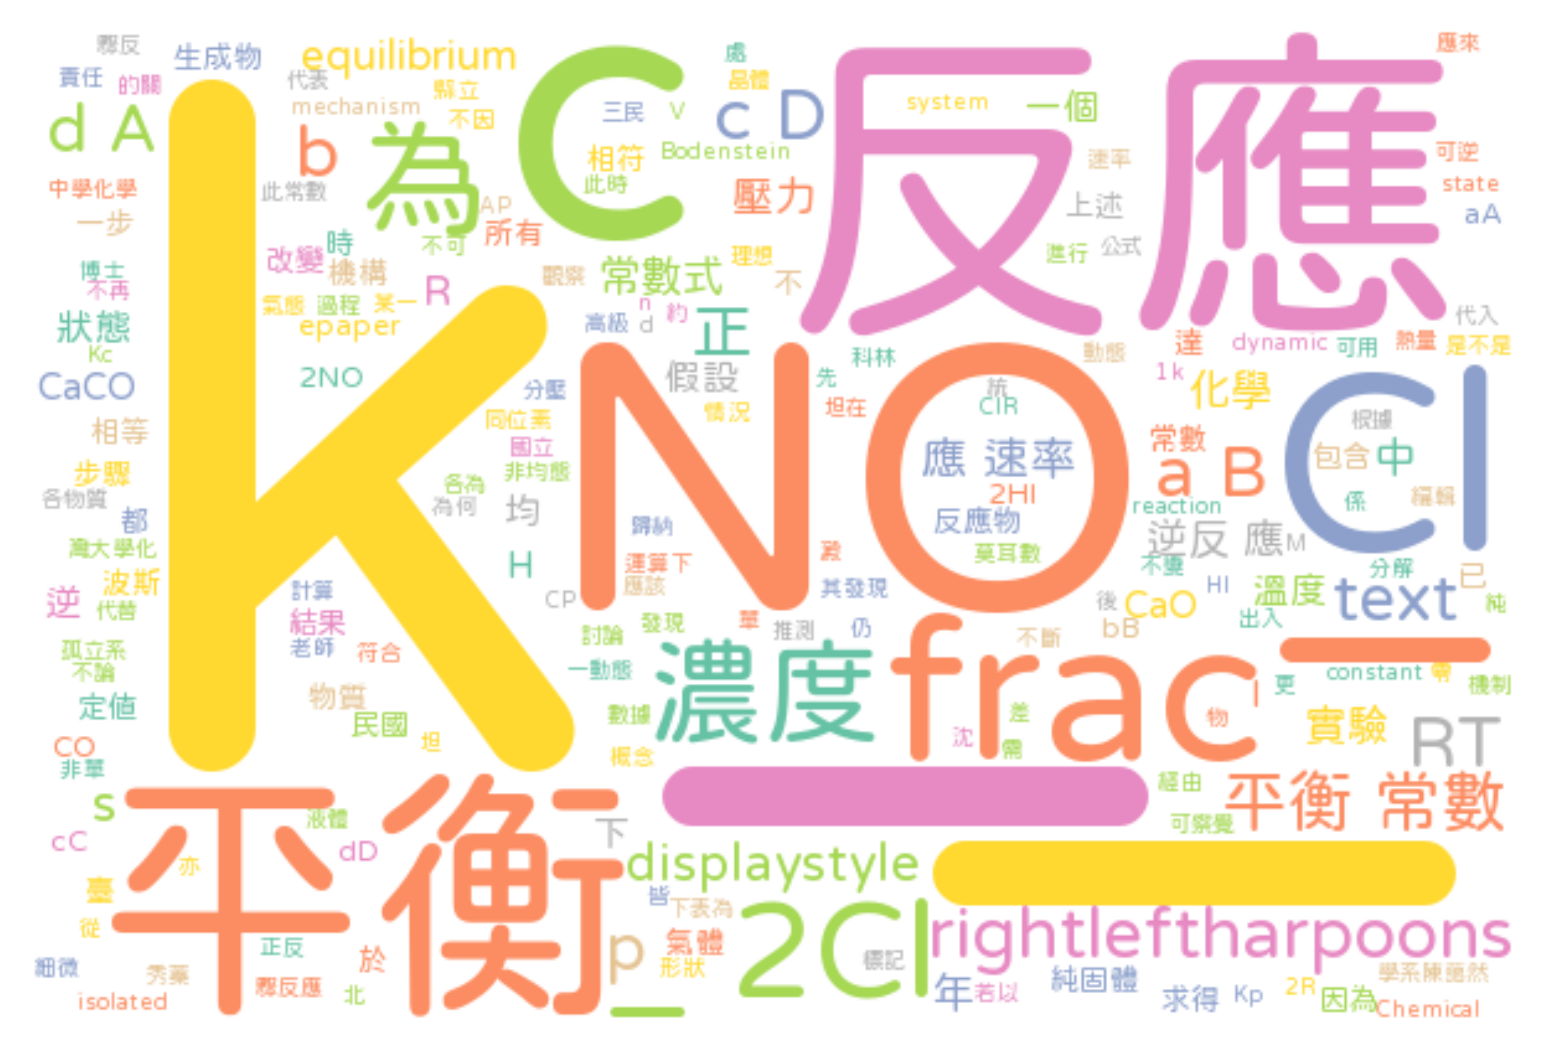 鄹反
生成物
equilibrium
處
應來
責任
的關
代表
縣立
晶體
mechanism
不因
三民
V
c D
system
一個
反應
d A
K
b
為
C
相符
Bodenstein
速率
可逆
中學化學
此常數
此時
壓力
上述
state
aA
一步
AP
所有
時
不可
改變
機構
R
觀察
常數式
理想
不
進行
公式
博士
不再
氣態
過程
某一
n
約
高級
d
正
代入
狀態
epaper
科林
動態
達
dynamic
可用
熱量
是不是
Kc
CaCO
2NO
分壓
假設
先
1k
化學
Cl
同位素
情況
坦在
統
CIR
NO
相等
國立
常數
根據
步驟
非均態
應 速率
a B
包含
中
各物質
各為
為何
均
2HI
反應物
reaction
係
編輯
都
歸納
逆反 應
M
灣大學化
H
運算下
莫耳數
不變
分解
已
波斯
計算
應該
其發現
HI
溫度
text
純
逆
代替
結果
CP
單
後
CaO
出入
老師
符合
討論
發現
推測
仍
不斷
bB
孤立系
不論
一動態
濃度
frac
constant
零
定值
物質
更
機制
民國
數據
差
物
l
實驗
RT
CO
坦
沈
需
非單
概念
經由
平衡 常數
s
平衡
液體
下
可察覺
cC
dD
亦
displaystyle
臺
皆
下表為
2Cl
rightleftharpoons
從
正反
p
氣體
細微
秀薬
於
形狀
標記
純固體
學系陳藹然
鄹反應
北
年
若以
求得
Kp
2R
因為
isolated
Chemical